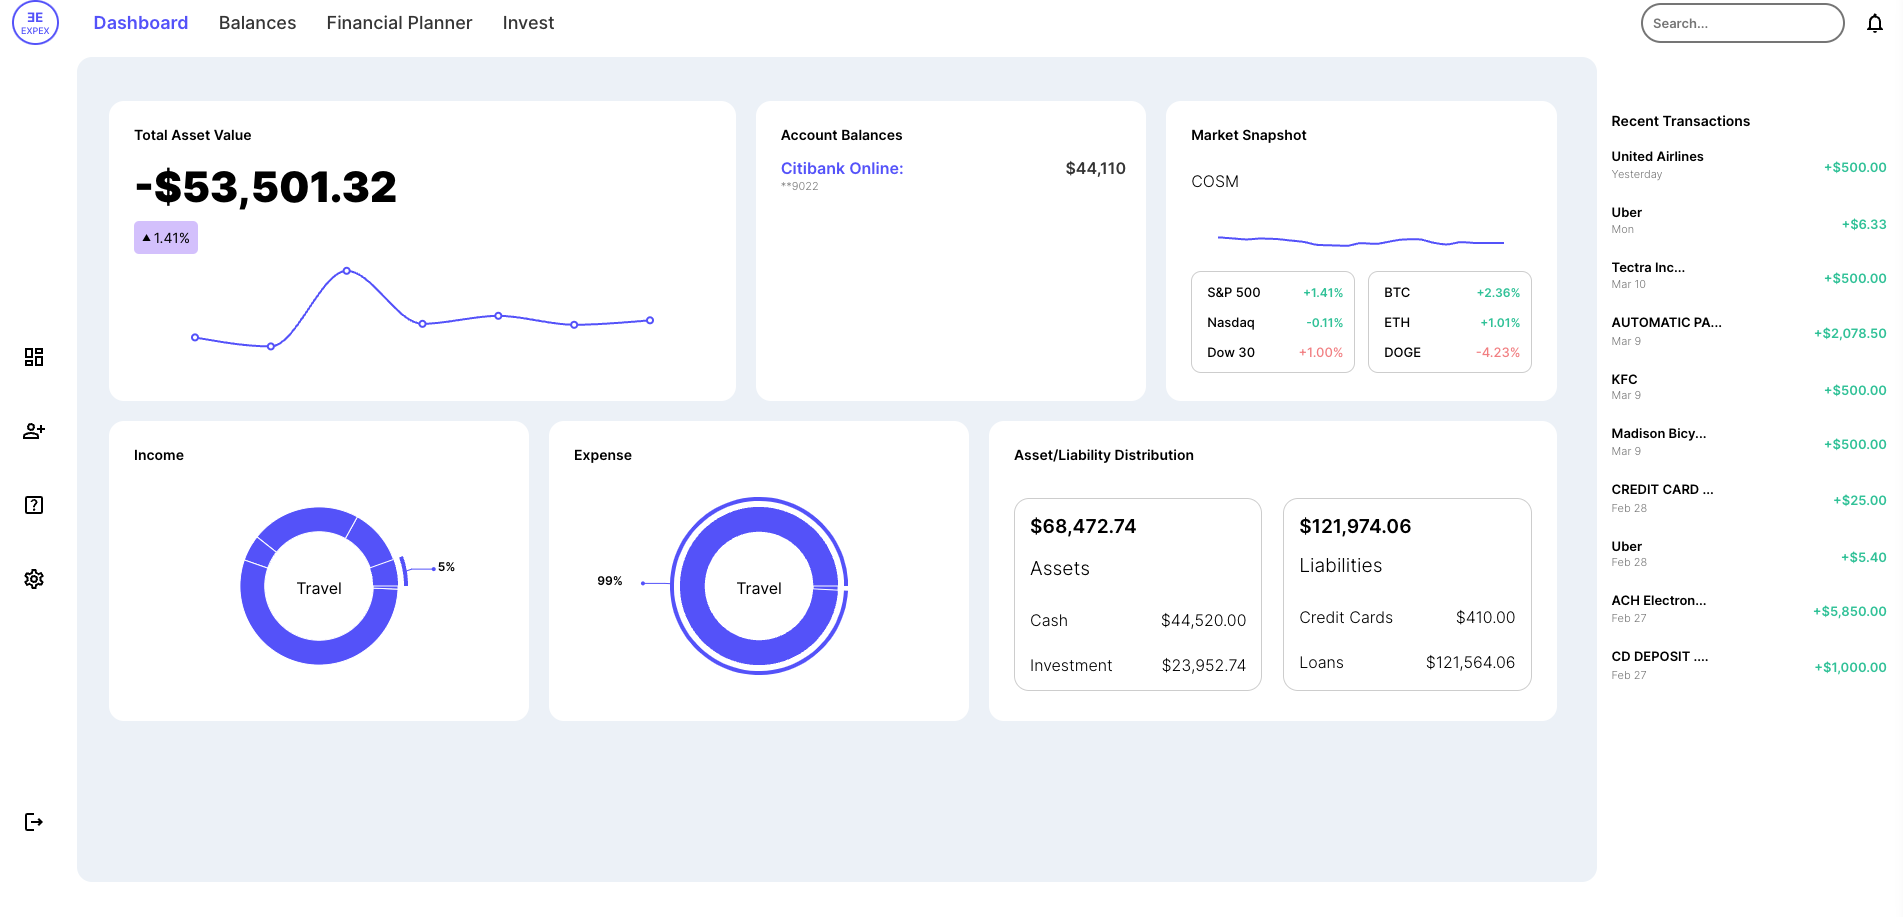 ƎE
EXPEX
Dashboard
Balances
Financial Planner
Invest
Search...
Total Asset Value
-$53,501.32
1.41%
Account Balances
Citibank Online: $44,110
**9022
Market Snapshot
COSM
S&P 500 +1.41%
Nasdaq -0.11%
Dow 30 +1.00%
BTC +2.36%
ETH +1.01%
DOGE -4.23%
Income
Travel
5%
Expense
99%
Travel
Asset/Liability Distribution
$68,472.74
Assets
Cash $44,520.00
Investment $23,952.74
$121,974.06
Liabilities
Credit Cards $410.00
Loans $121,564.06
Recent Transactions
United Airlines
Yesterday
+$500.00
Uber
Mon
+$6.33
Tectra Inc...
Mar 10
+$500.00
AUTOMATIC PA...
Mar 9
+$2,078.50
KFC
Mar 9
+$500.00
Madison Bicy...
Mar 9
+$500.00
CREDIT CARD ...
Feb 28
+$25.00
Uber
Feb 28
+$5.40
ACH Electron...
Feb 27
+$5,850.00
CD DEPOSIT ....
Feb 27
+$1,000.00